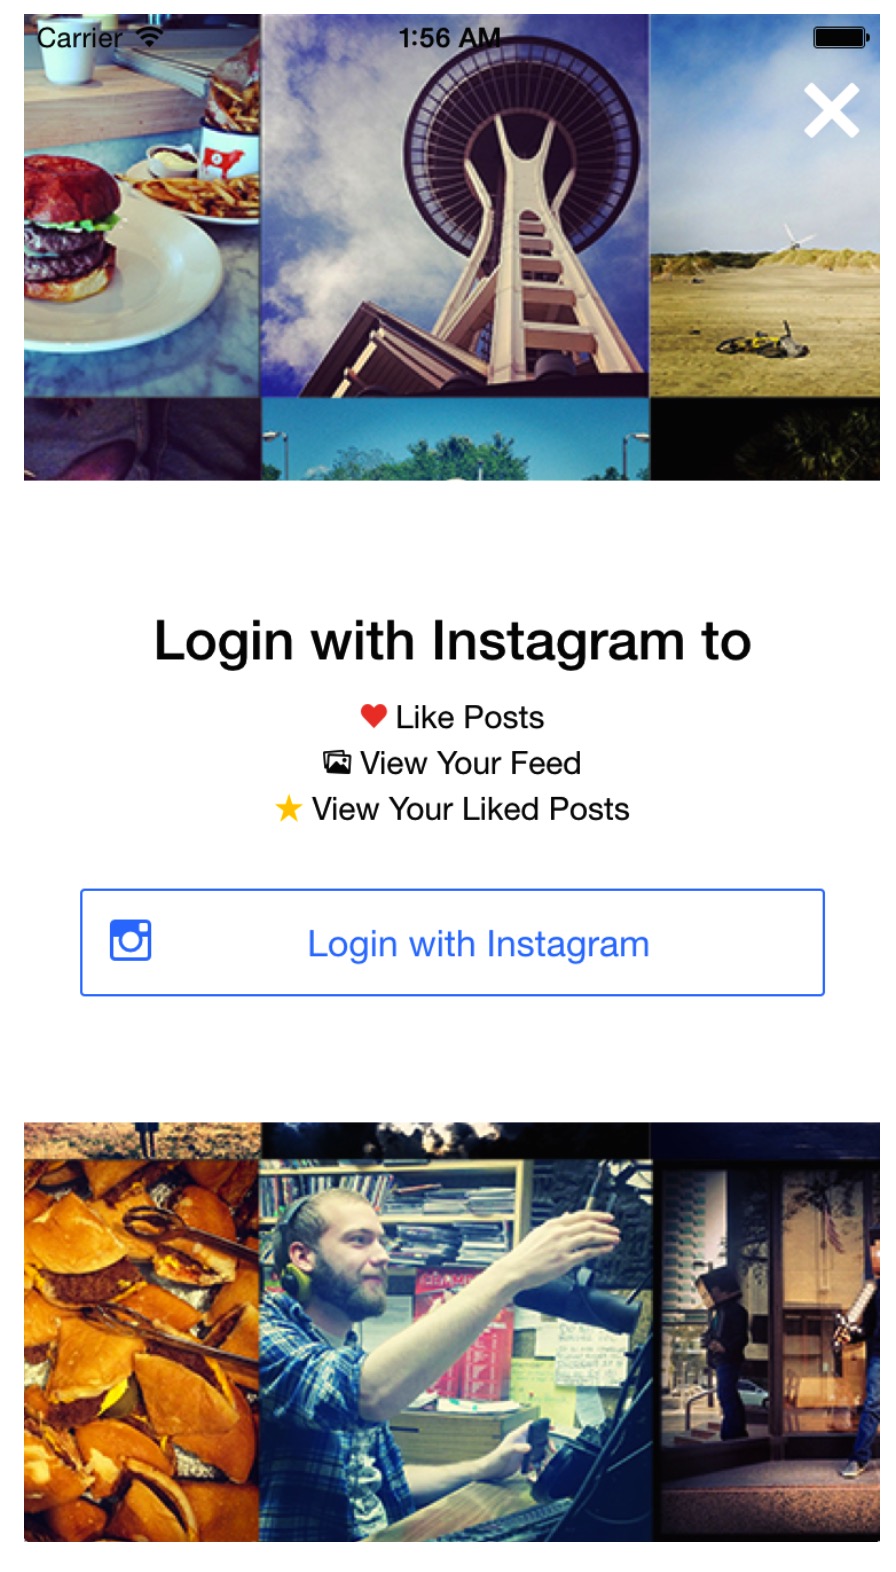 Carrier 1:56 AM
Login with Instagram to
Like Posts
View Your Feed
View Your Liked Posts
Login with Instagram